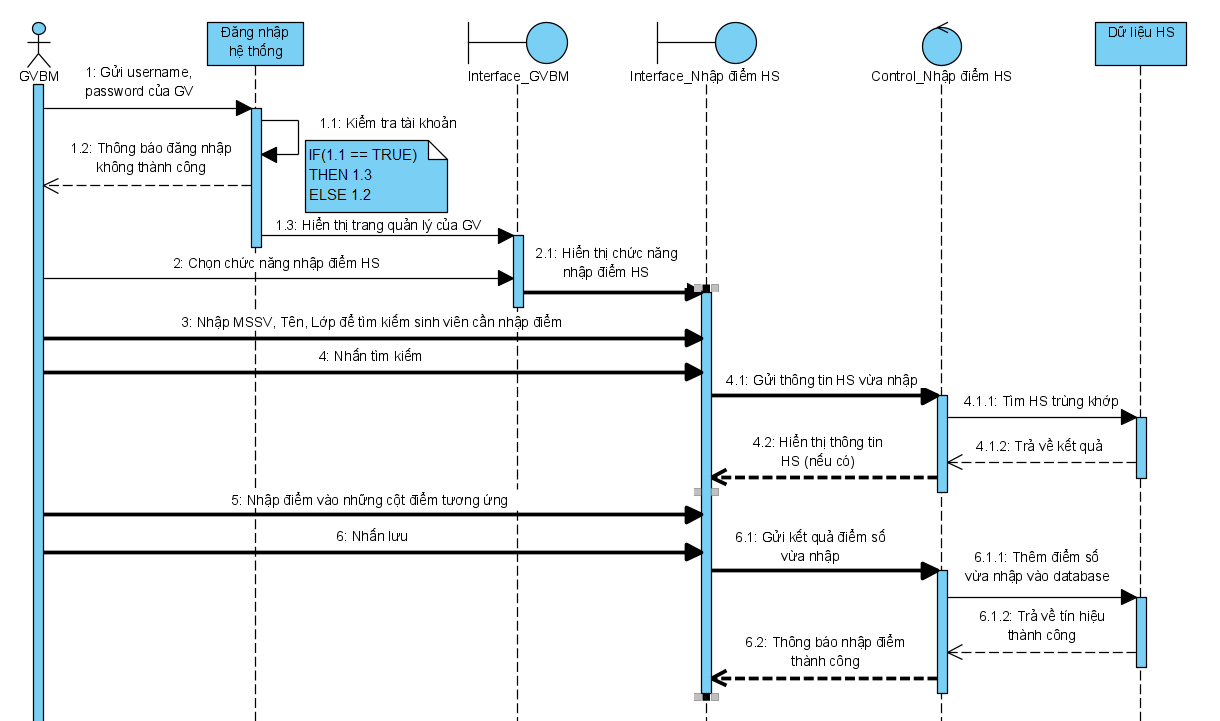 Đăng nhập
hệ thống
Dữ liệu HS
GVBM
Interface_GVBM
Interface_Nhập điểm HS
Control_Nhập điểm HS
1: Gửi username,
password của GV
1.1: Kiểm tra tài khoản
1.2: Thông báo đăng nhập
không thành công
IF(1.1 == TRUE)
THEN 1.3
ELSE 1.2
1.3: Hiển thị trang quản lý của GV
2: Chọn chức năng nhập điểm HS
2.1: Hiển thị chức năng
nhập điểm HS
3: Nhập MSSV, Tên, Lớp để tìm kiếm sinh viên cần nhập điểm
4: Nhấn tìm kiếm
4.1: Gửi thông tin HS vừa nhập
4.1.1: Tìm HS trùng khớp
4.1.2: Trả về kết quả
4.2: Hiển thị thông tin
HS (nếu có)
5: Nhập điểm vào những cột điểm tương ứng
6: Nhấn lưu
6.1: Gửi kết quả điểm số
vừa nhập
6.1.1: Thêm điểm số
vừa nhập vào database
6.1.2: Trả về tín hiệu
thành công
6.2: Thông báo nhập điểm
thành công